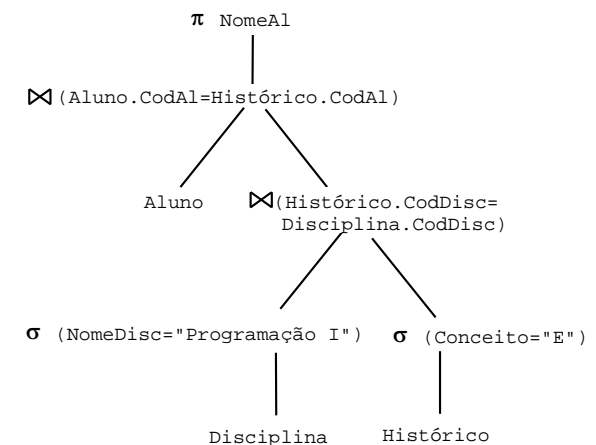 π NomeAl
⋈(Aluno.CodAl=Histórico.CodAl)
Aluno
⋈(Histórico.CodDisc=
Disciplina.CodDisc)
σ (NomeDisc="Programação I")
σ (Conceito="E")
Disciplina
Histórico